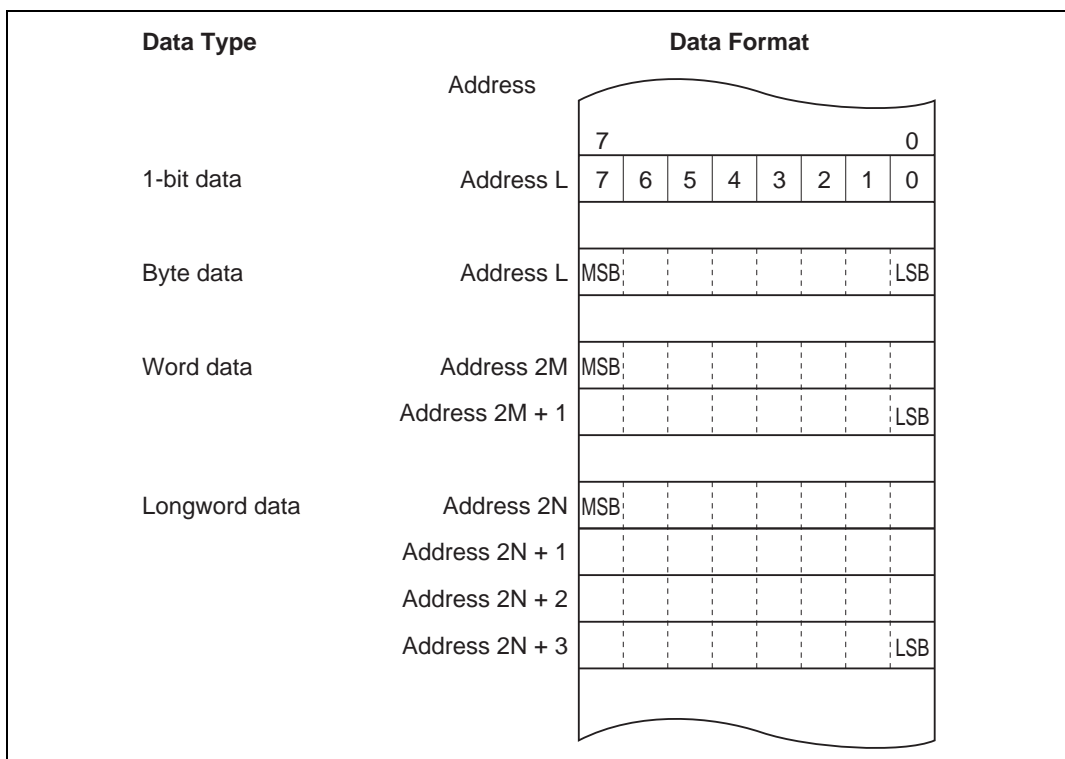 Data Type Data Format
Address
7 0
1-bit data Address L 7 6 5 4 3 2 1 0
Byte data Address L MSB LSB
Word data Address 2M MSB
Address 2M + 1 LSB
Longword data Address 2N MSB
Address 2N + 1
Address 2N + 2
Address 2N + 3 LSB